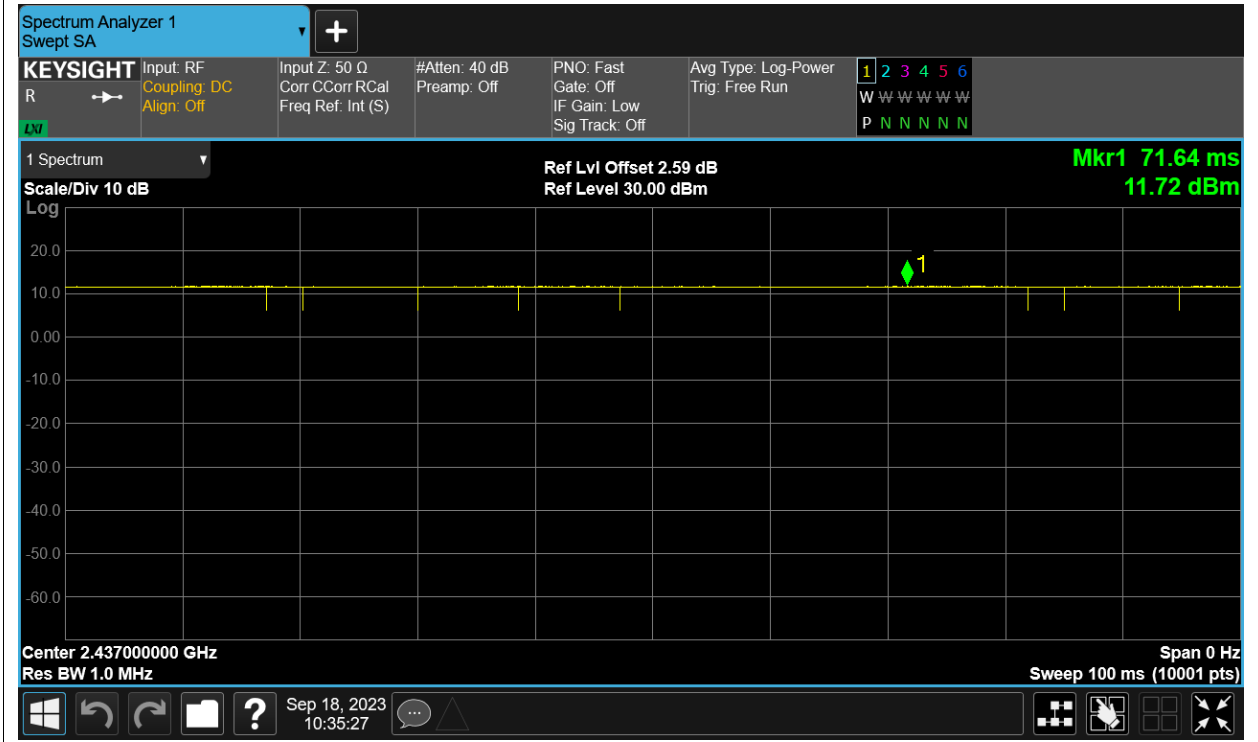 Spectrum Analyzer 1
Swept SA
KEYSIGHT
R
LXI
Input: RF
Coupling: DC
Align: Off
Input Z: 50 Ω
Corr CCorr RCal
Freq Ref: Int (S)
#Atten: 40 dB
Preamp: Off
PNO: Fast
Gate: Off
IF Gain: Low
Sig Track: Off
Avg Type: Log-Power
Trig: Free Run
1 2 3 4 5 6
W W W W W W
P N N N N N
1 Spectrum
Scale/Div 10 dB
Log
Ref Lvl Offset 2.59 dB
Ref Level 30.00 dBm
Mkr1 71.64 ms
11.72 dBm
20.0
1
10.0
0.00
-10.0
-20.0
-30.0
-40.0
-50.0
-60.0
Center 2.437000000 GHz
Res BW 1.0 MHz
Span 0 Hz
Sweep 100 ms (10001 pts)
?
Sep 18, 2023
10:35:27